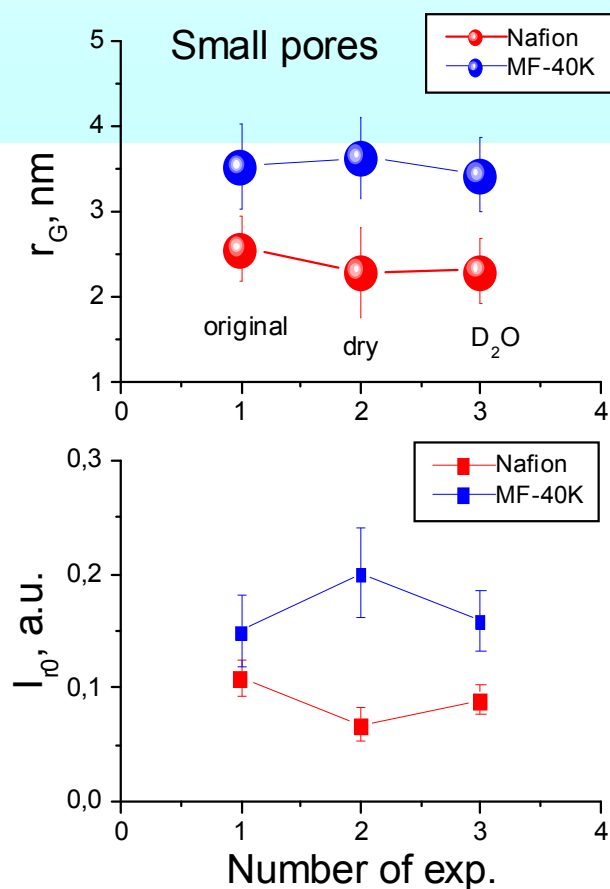 Small pores
Nafion
MF-40K
r_G, nm
5
4
3
2
1
original
dry
D₂O
0
1
2
3
4
Nafion
MF-40K
I_r0, a.u.
0,3
0,2
0,1
0,0
0
1
2
3
4
Number of exp.